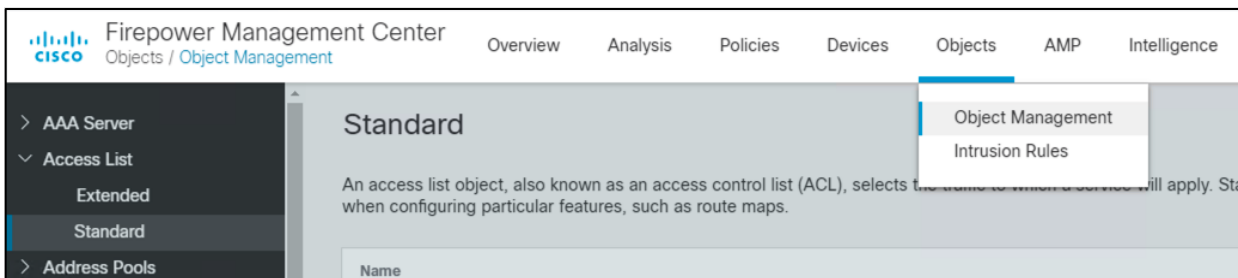 CISCO
Firepower Management Center
Objects / Object Management
Overview
Analysis
Policies
Devices
Objects
AMP
Intelligence
Object Management
Intrusion Rules
> AAA Server
Access List
Extended
Standard
> Address Pools
Standard
An access list object, also known as an access control list (ACL), selects the traffic to which a service will apply.
when configuring particular features, such as route maps.
Name